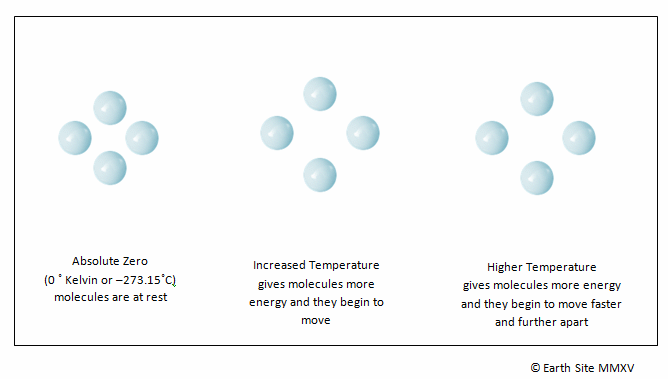 Absolute Zero
(0 ˚ Kelvin or –273.15˚C)
molecules are at rest
Increased Temperature
gives molecules more
energy and they begin to
move
Higher Temperature
gives molecules more energy
and they begin to move faster
and further apart
© Earth Site MMXV